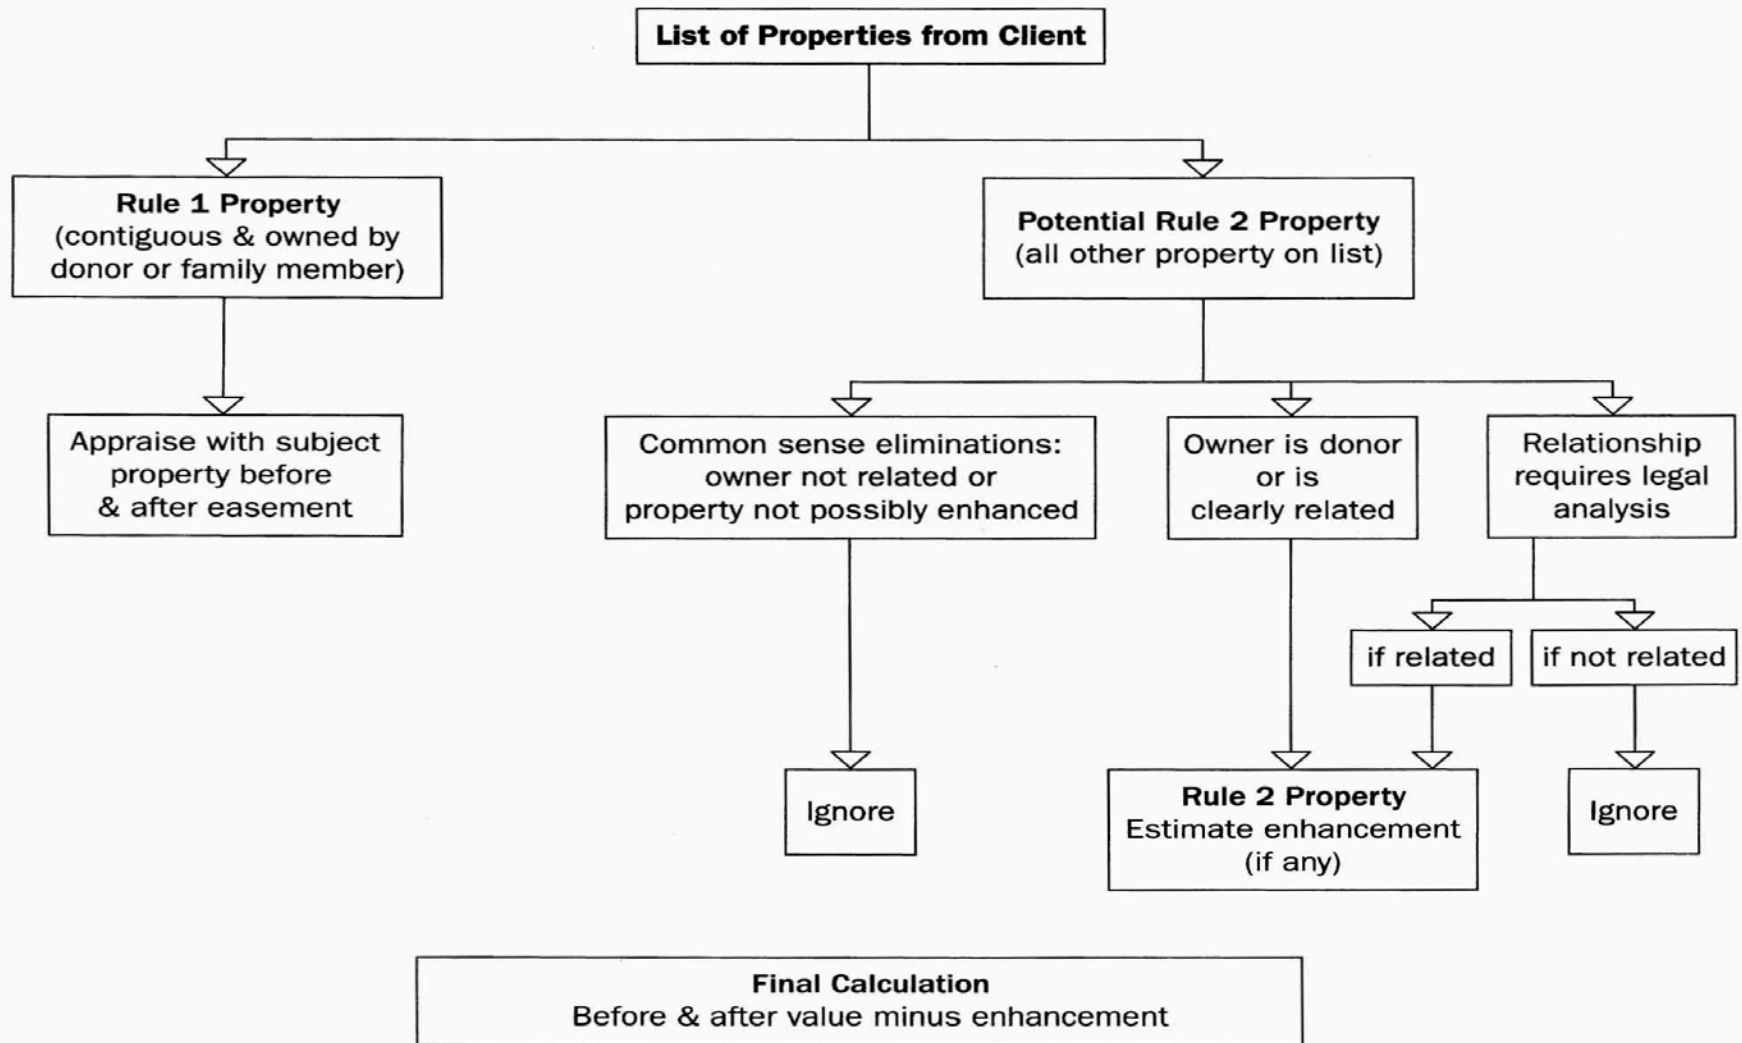 List of Properties from Client
Rule 1 Property
(contiguous & owned by
donor or family member)
Potential Rule 2 Property
(all other property on list)
Appraise with subject
property before
& after easement
Common sense eliminations:
owner not related or
property not possibly enhanced
Owner is donor
or is
clearly related
Relationship
requires legal
analysis
if related
if not related
Ignore
Rule 2 Property
Estimate enhancement
(if any)
Ignore
Final Calculation
Before & after value minus enhancement